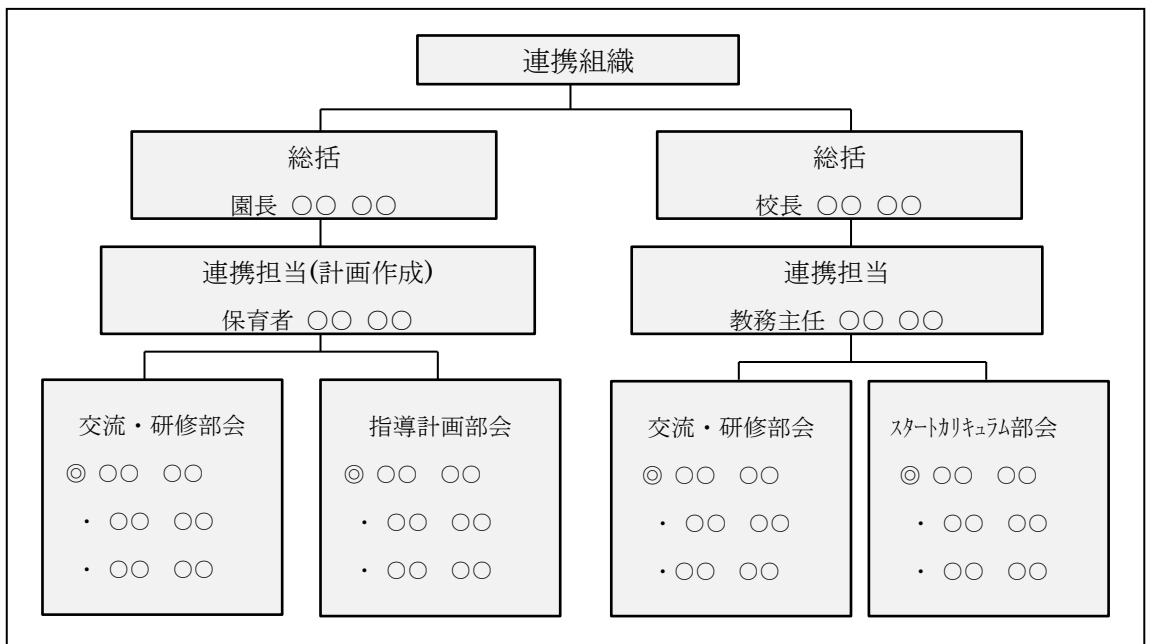 連携組織
総括
園長 ○○ ○○
総括
校長 ○○ ○○
連携担当(計画作成)
保育者 ○○ ○○
連携担当
教務主任 ○○ ○○
交流・研修部会
◎ ○○ ○○
・ ○○ ○○
・ ○○ ○○
指導計画部会
◎ ○○ ○○
・ ○○ ○○
・ ○○ ○○
交流・研修部会
◎ ○○ ○○
・ ○○ ○○
・ ○○ ○○
ｽﾀｰﾄｶﾘｷｭﾗﾑ部会
◎ ○○ ○○
・ ○○ ○○
・ ○○ ○○